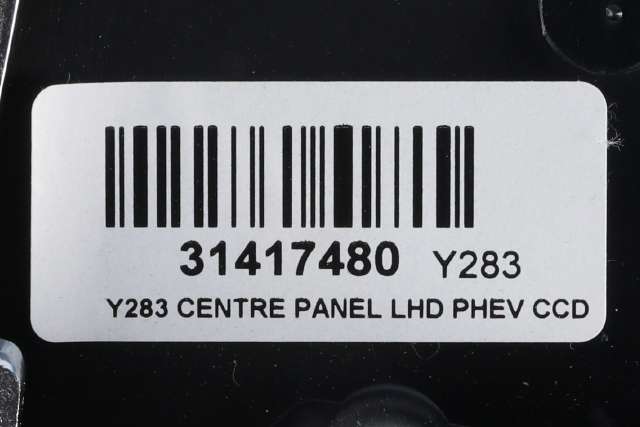 31417480 Y283
Y283 CENTRE PANEL LHD PHEV CCD